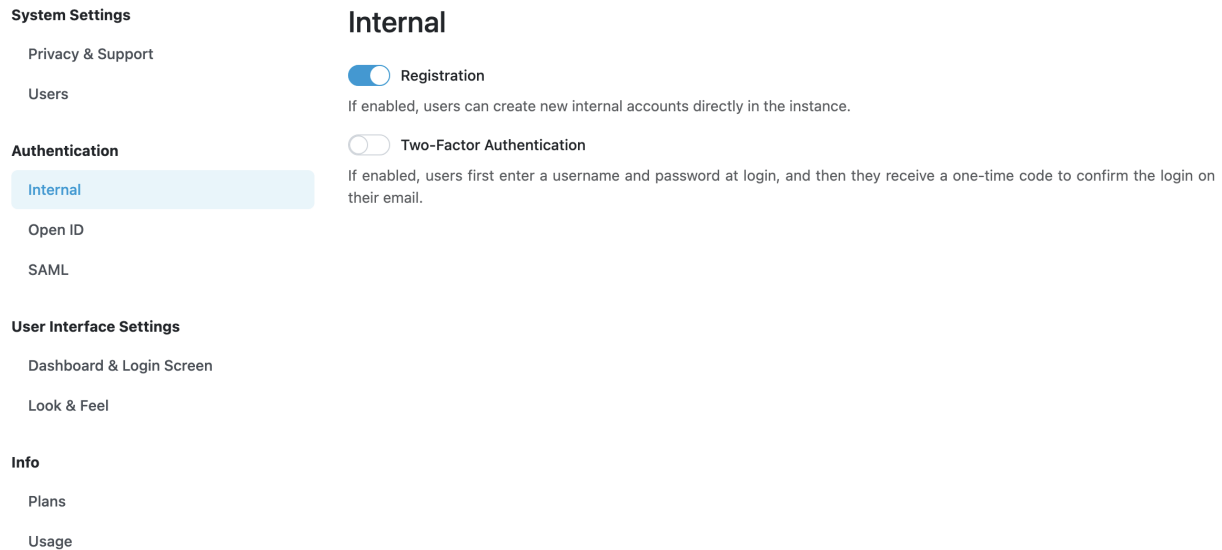 System Settings
Privacy & Support
Users
Authentication
Internal
Open ID
SAML
User Interface Settings
Dashboard & Login Screen
Look & Feel
Info
Plans
Usage
Internal
Registration
If enabled, users can create new internal accounts directly in the instance.
Two-Factor Authentication
If enabled, users first enter a username and password at login, and then they receive a one-time code to confirm the login on
their email.